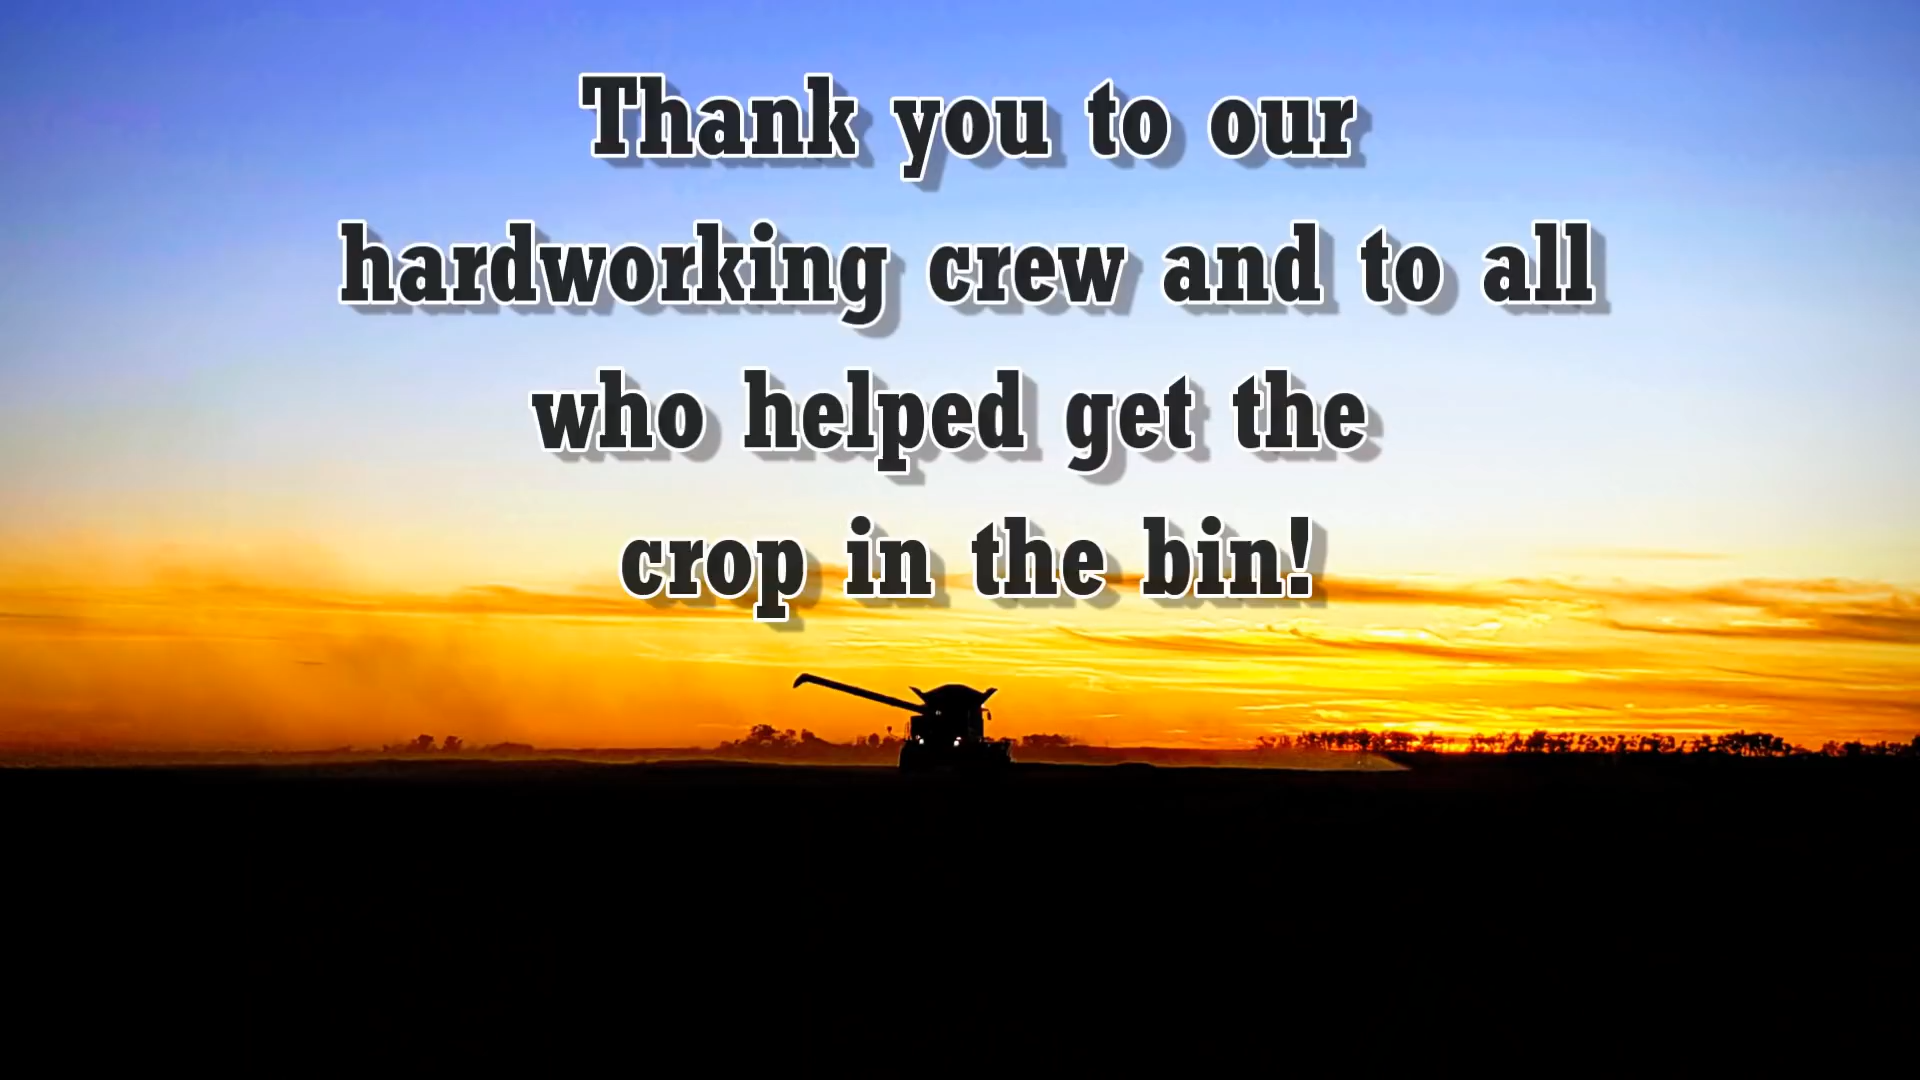 Thank you to our
hardworking crew and to all
who helped get the
crop in the bin!